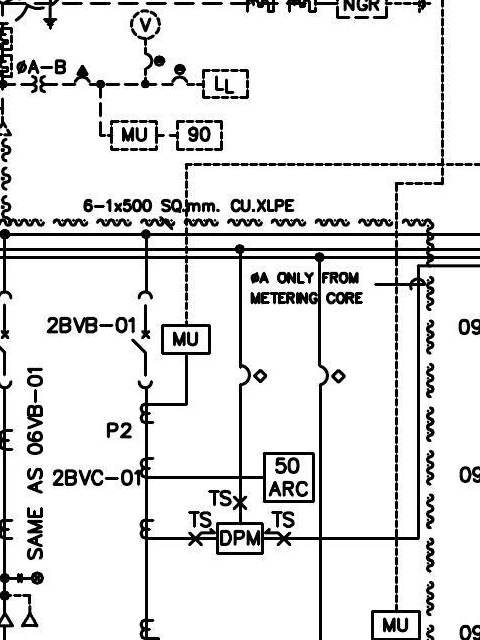 NGR
V
ØA-B
LL
MU
90
6-1x500 SQ.mm. CU.XLPE
ØA ONLY FROM
METERING CORE
2BVB-01
MU
09
SAME AS 06VB-01
P2
50
ARC
2BVC-01
09
TS
TS
TS
DPM
MU
09